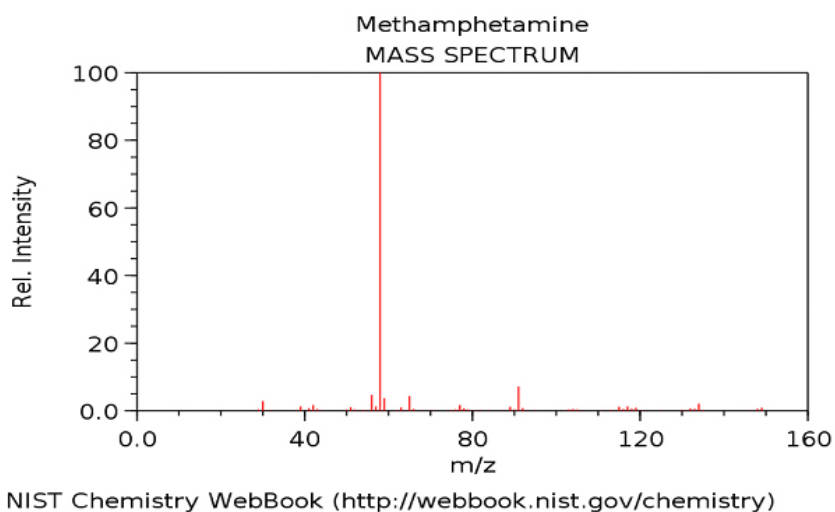 Methamphetamine
MASS SPECTRUM
100
80
60
40
20
0.0
Rel. Intensity
0.0 40 80 120 160
m/z
NIST Chemistry WebBook (http://webbook.nist.gov/chemistry)